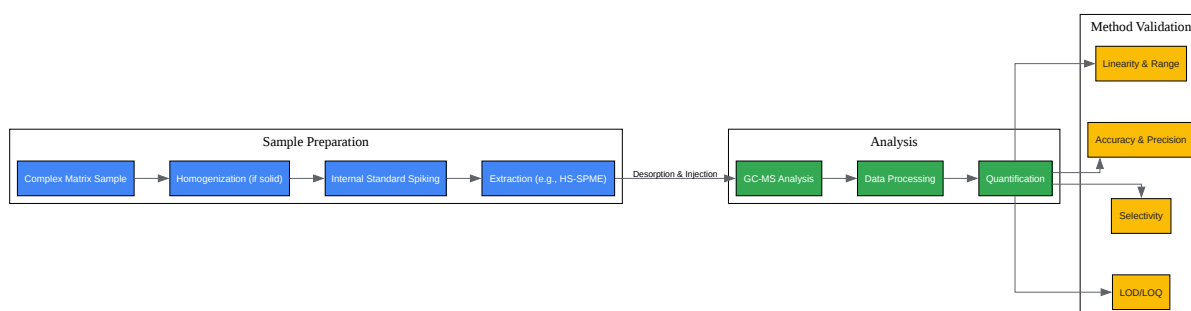 Sample Preparation
Complex Matrix Sample
Homogenization (if solid)
Internal Standard Spiking
Extraction (e.g., HS-SPME)
Desorption & Injection
Analysis
GC-MS Analysis
Data Processing
Quantification
Method Validation
Linearity & Range
Accuracy & Precision
Selectivity
LOD/LOQ